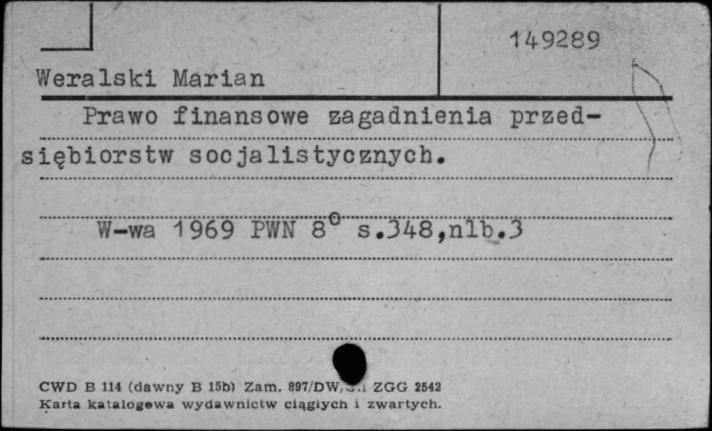 149289
Weralski Marian
Prawo finansowe zagadnienia przed-
siębiorstw socjalistycznych.
W-wa 1969 PWN 8° s.348,nlb.3
CWD B 114 (dawny B 15b) Zam. 897/DW, ZGG 2542
Karta katalogowa wydawnictw ciągłych i zwartych.